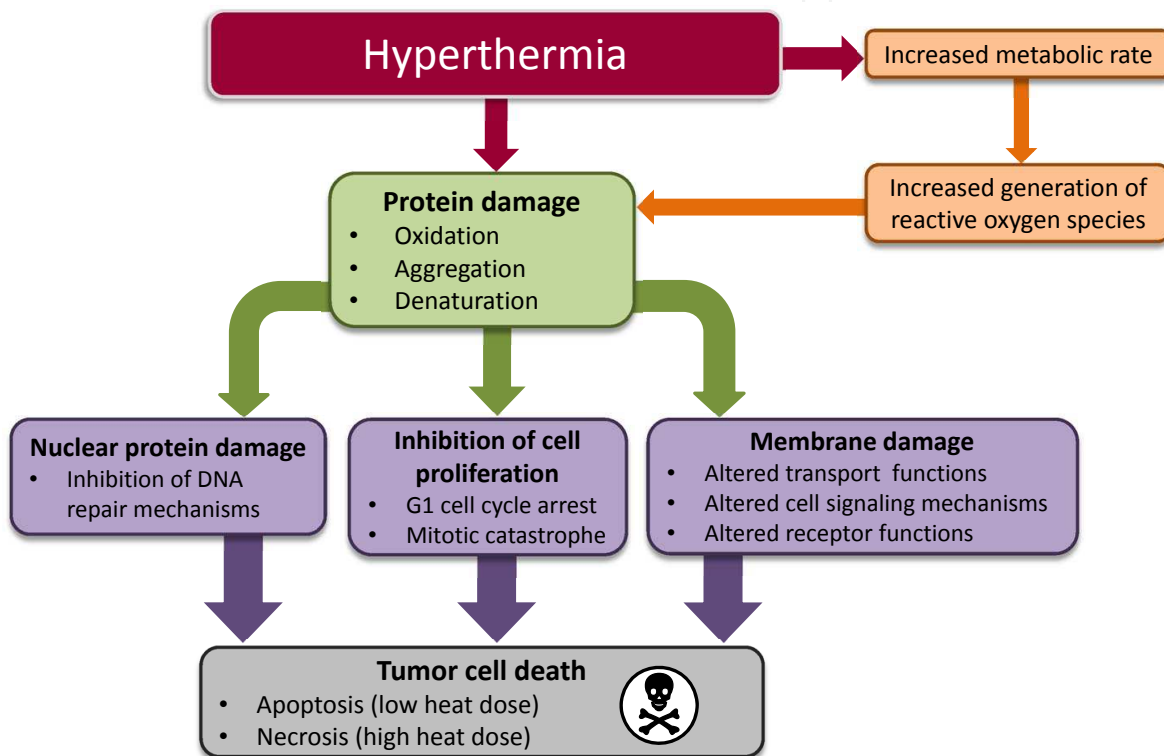 Hyperthermia
Increased metabolic rate
Increased generation of
reactive oxygen species
Protein damage
• Oxidation
• Aggregation
• Denaturation
Nuclear protein damage
• Inhibition of DNA
repair mechanisms
Inhibition of cell
proliferation
• G1 cell cycle arrest
• Mitotic catastrophe
Membrane damage
• Altered transport functions
• Altered cell signaling mechanisms
• Altered receptor functions
Tumor cell death
• Apoptosis (low heat dose)
• Necrosis (high heat dose)